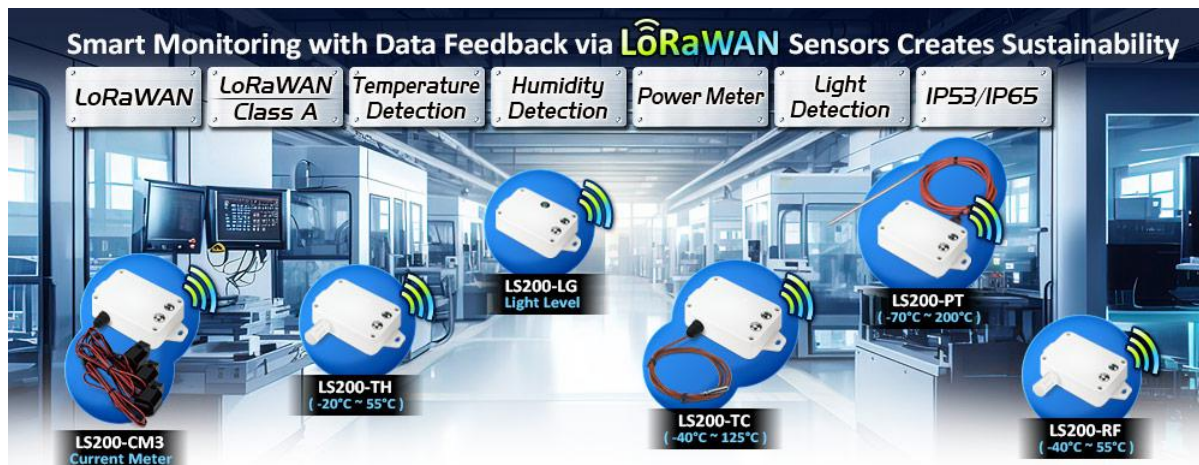 Smart Monitoring with Data Feedback via LoRaWAN Sensors Creates Sustainability
LoRaWAN
LoRaWAN
Class A
Temperature
Detection
Humidity
Detection
Power Meter
Light
Detection
IP53/IP65
LS200-LG
Light Level
LS200-PT
( -70°C ~ 200°C )
LS200-TH
( -20°C ~ 55°C )
LS200-TC
( -40°C ~ 125°C )
LS200-RF
( -40°C ~ 55°C )
LS200-CM3
Current Meter